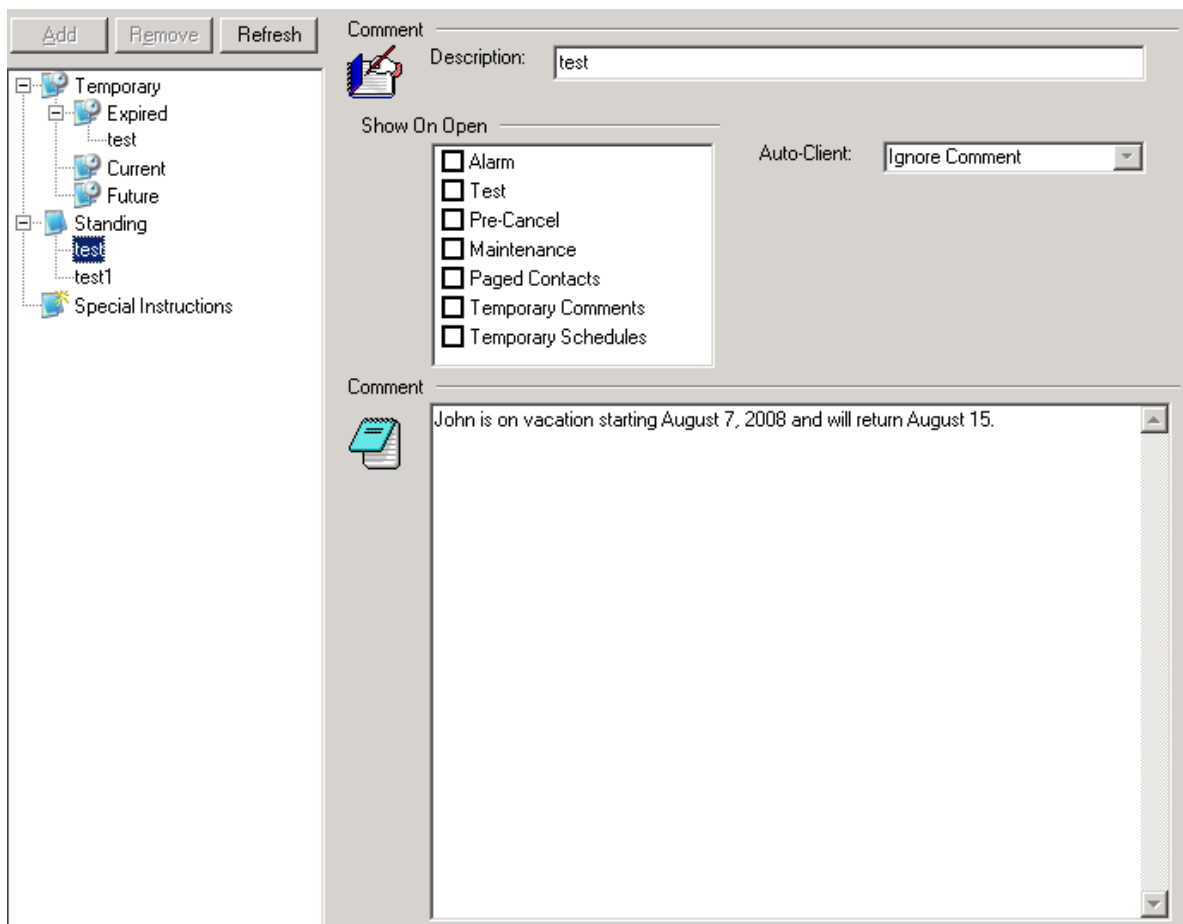 Add Remove Refresh
Temporary
Expired
test
Current
Future
Standing
test
test1
Special Instructions
Comment
Description: test
Show On Open
Alarm
Test
Pre-Cancel
Maintenance
Paged Contacts
Temporary Comments
Temporary Schedules
Auto-Client: Ignore Comment
Comment
John is on vacation starting August 7, 2008 and will return August 15.